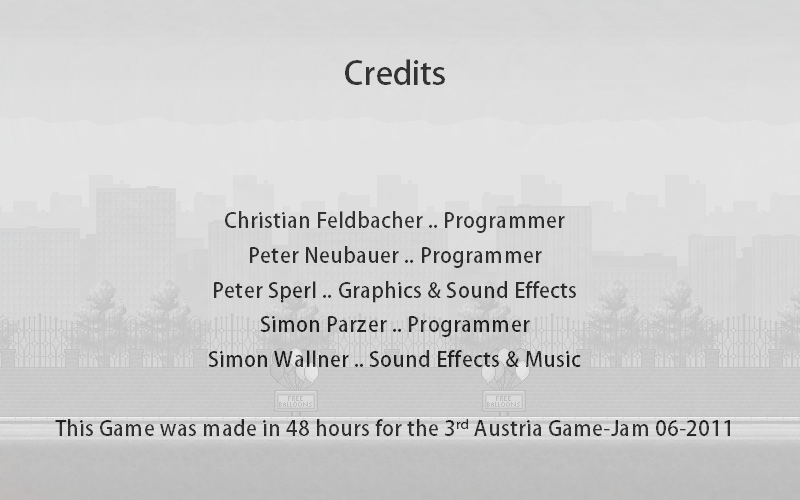 Credits
Christian Feldbacher .. Programmer
Peter Neubauer .. Programmer
Peter Sperl .. Graphics & Sound Effects
Simon Parzer .. Programmer
Simon Wallner .. Sound Effects & Music
FREE BALLOONS
FREE BALLOONS
This Game was made in 48 hours for the 3rd Austria Game-Jam 06-2011